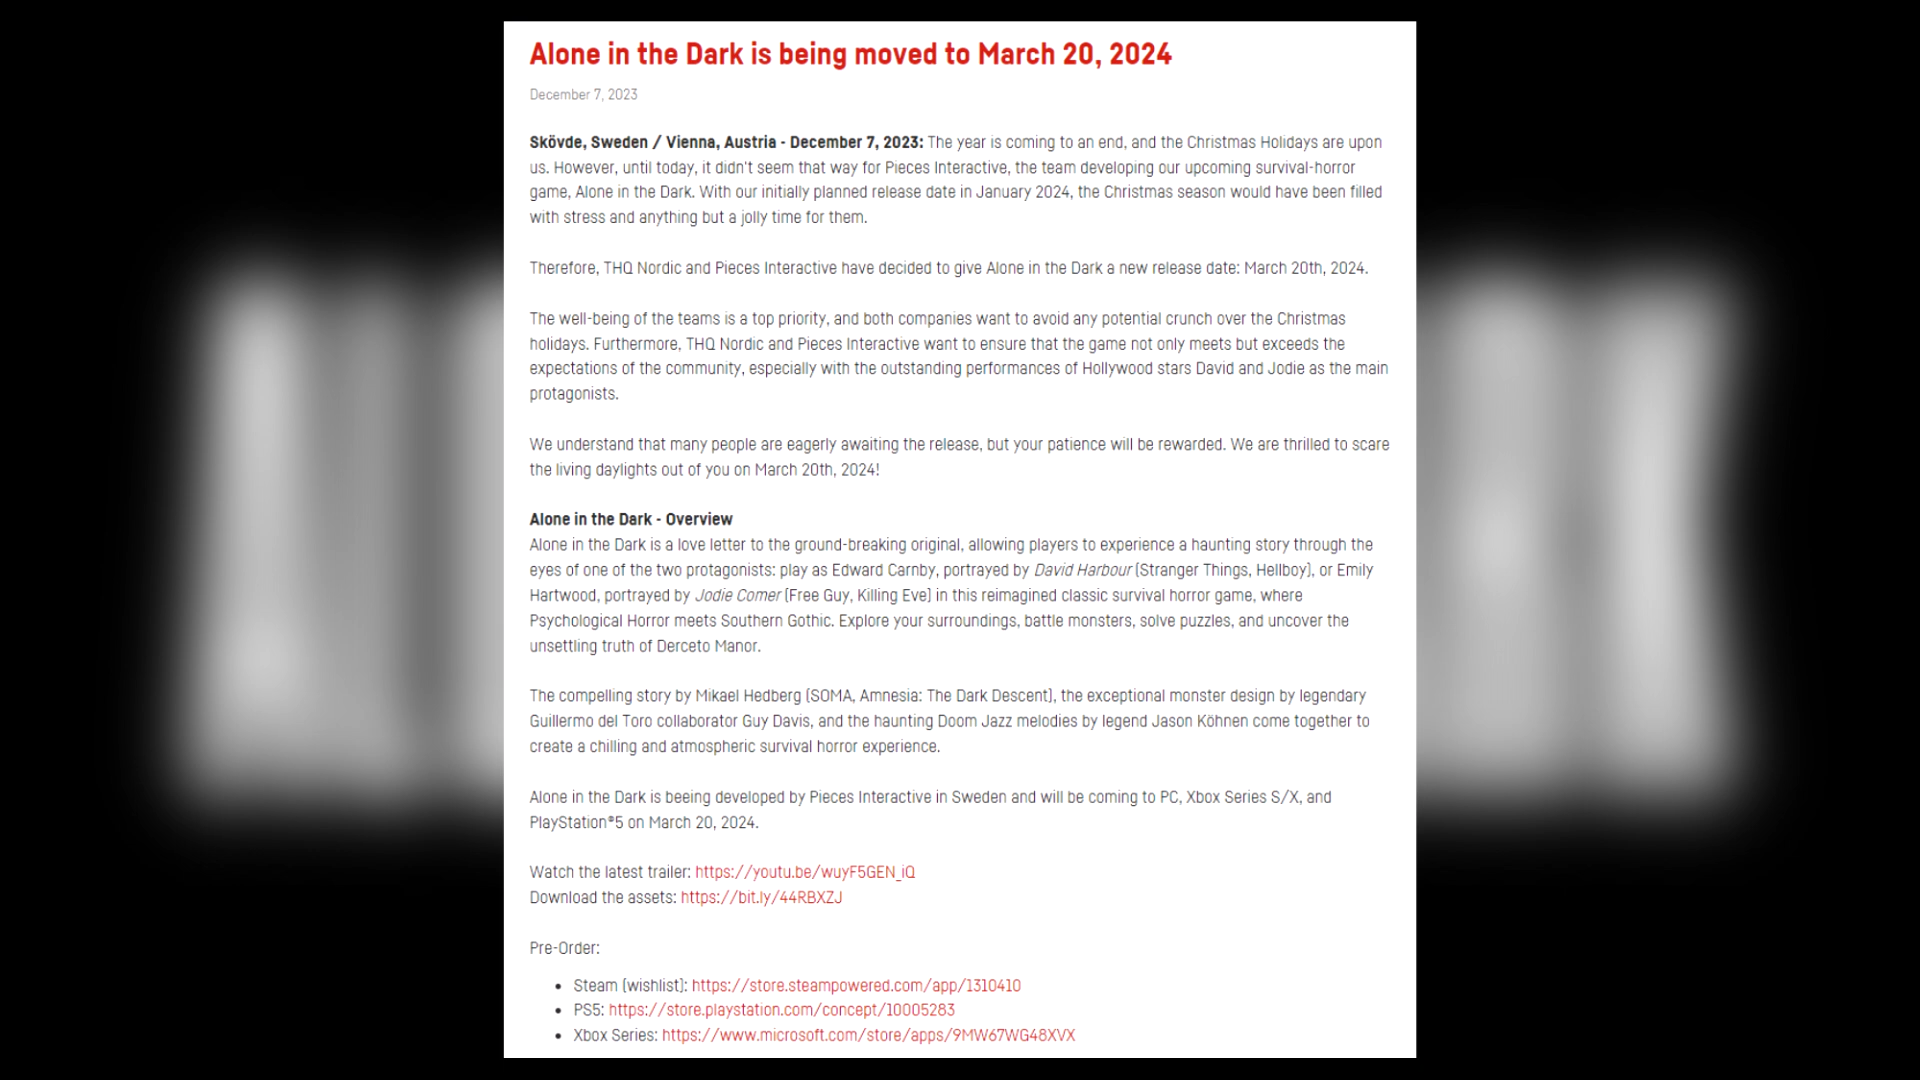 Alone in the Dark is being moved to March 20, 2024
December 7, 2023
Skövde, Sweden / Vienna, Austria - December 7, 2023: The year is coming to an end, and the Christmas Holidays are upon
us. However, until today, it didn't seem that way for Pieces Interactive, the team developing our upcoming survival-horror
game, Alone in the Dark. With our initially planned release date in January 2024, the Christmas season would have been filled
with stress and anything but a jolly time for them.
Therefore, THQ Nordic and Pieces Interactive have decided to give Alone in the Dark a new release date: March 20th, 2024.
The well-being of the teams is a top priority, and both companies want to avoid any potential crunch over the Christmas
holidays. Furthermore, THQ Nordic and Pieces Interactive want to ensure that the game not only meets but exceeds the
expectations of the community, especially with the outstanding performances of Hollywood stars David and Jodie as the main
protagonists.
We understand that many people are eagerly awaiting the release, but your patience will be rewarded. We are thrilled to scare
the living daylights out of you on March 20th, 2024!
Alone in the Dark - Overview
Alone in the Dark is a love letter to the ground-breaking original, allowing players to experience a haunting story through the
eyes of one of the two protagonists: play as Edward Carnby, portrayed by David Harbour (Stranger Things, Hellboy), or Emily
Hartwood, portrayed by Jodie Comer (Free Guy, Killing Eve) in this reimagined classic survival horror game, where
Psychological Horror meets Southern Gothic. Explore your surroundings, battle monsters, solve puzzles, and uncover the
unsettling truth of Derceto Manor.
The compelling story by Mikael Hedberg (SOMA, Amnesia: The Dark Descent), the exceptional monster design by legendary
Guillermo del Toro collaborator Guy Davis, and the haunting Doom Jazz melodies by legend Jason Köhnen come together to
create a chilling and atmospheric survival horror experience.
Alone in the Dark is beeing developed by Pieces Interactive in Sweden and will be coming to PC, Xbox Series S/X, and
PlayStation®5 on March 20, 2024.
Watch the latest trailer: https://youtu.be/wuyF5GEN_iQ
Download the assets: https://bit.ly/44RBXZJ
Pre-Order:
• Steam (wishlist): https://store.steampowered.com/app/1310410
• PS5: https://store.playstation.com/concept/10005283
• Xbox Series: https://www.microsoft.com/store/apps/9MW67WG48XVX